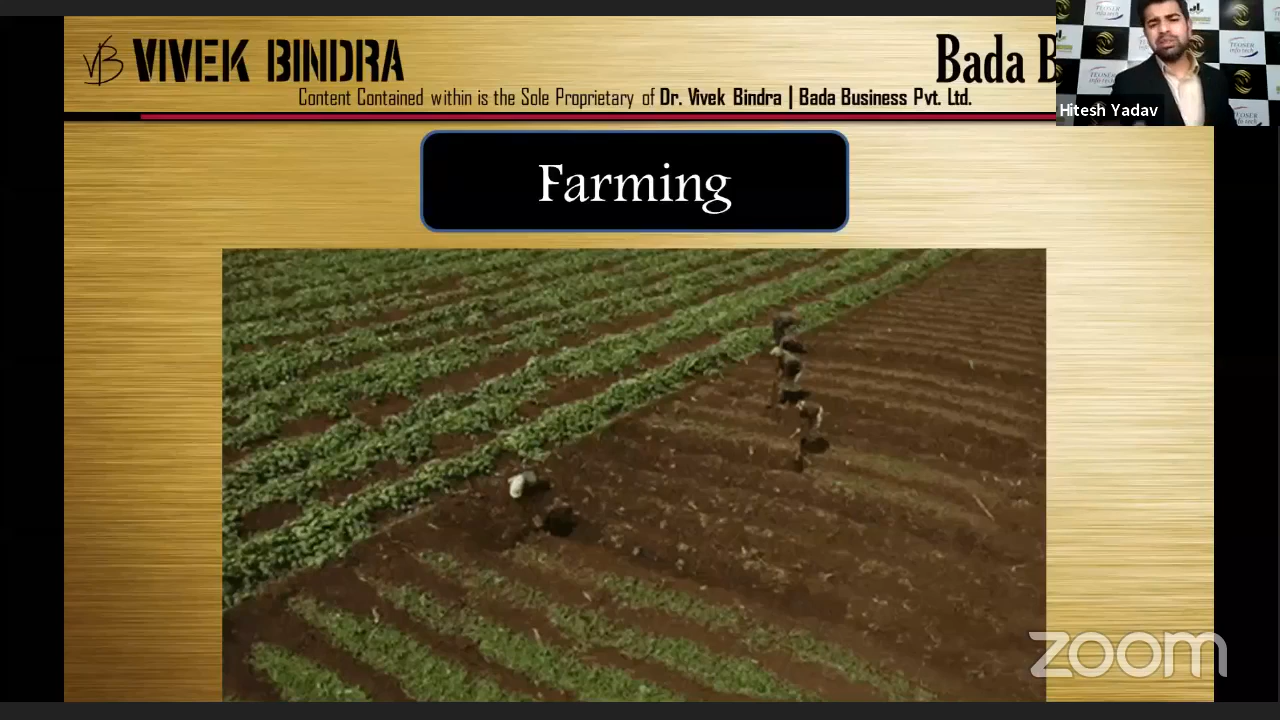 VB VIVEK BINDRA
Bada B
Content Contained within is the Sole Proprietary of Dr. Vivek Bindra | Bada Business Pvt. Ltd.
Hitesh Yadav
Farming
zoom